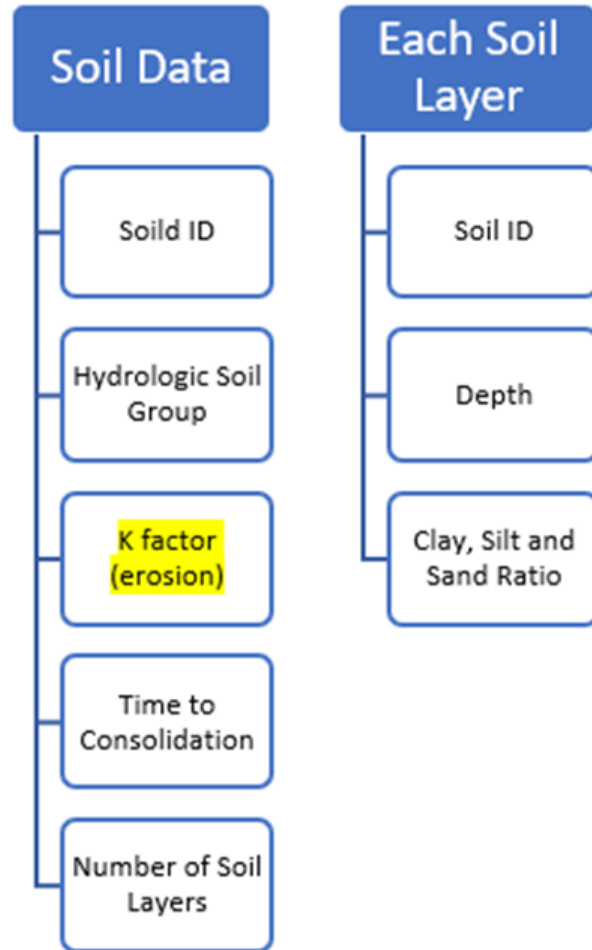 Soil Data
Soild ID
Hydrologic Soil
Group
K factor
(erosion)
Time to
Consolidation
Number of Soil
Layers
Each Soil
Layer
Soil ID
Depth
Clay, Silt and
Sand Ratio